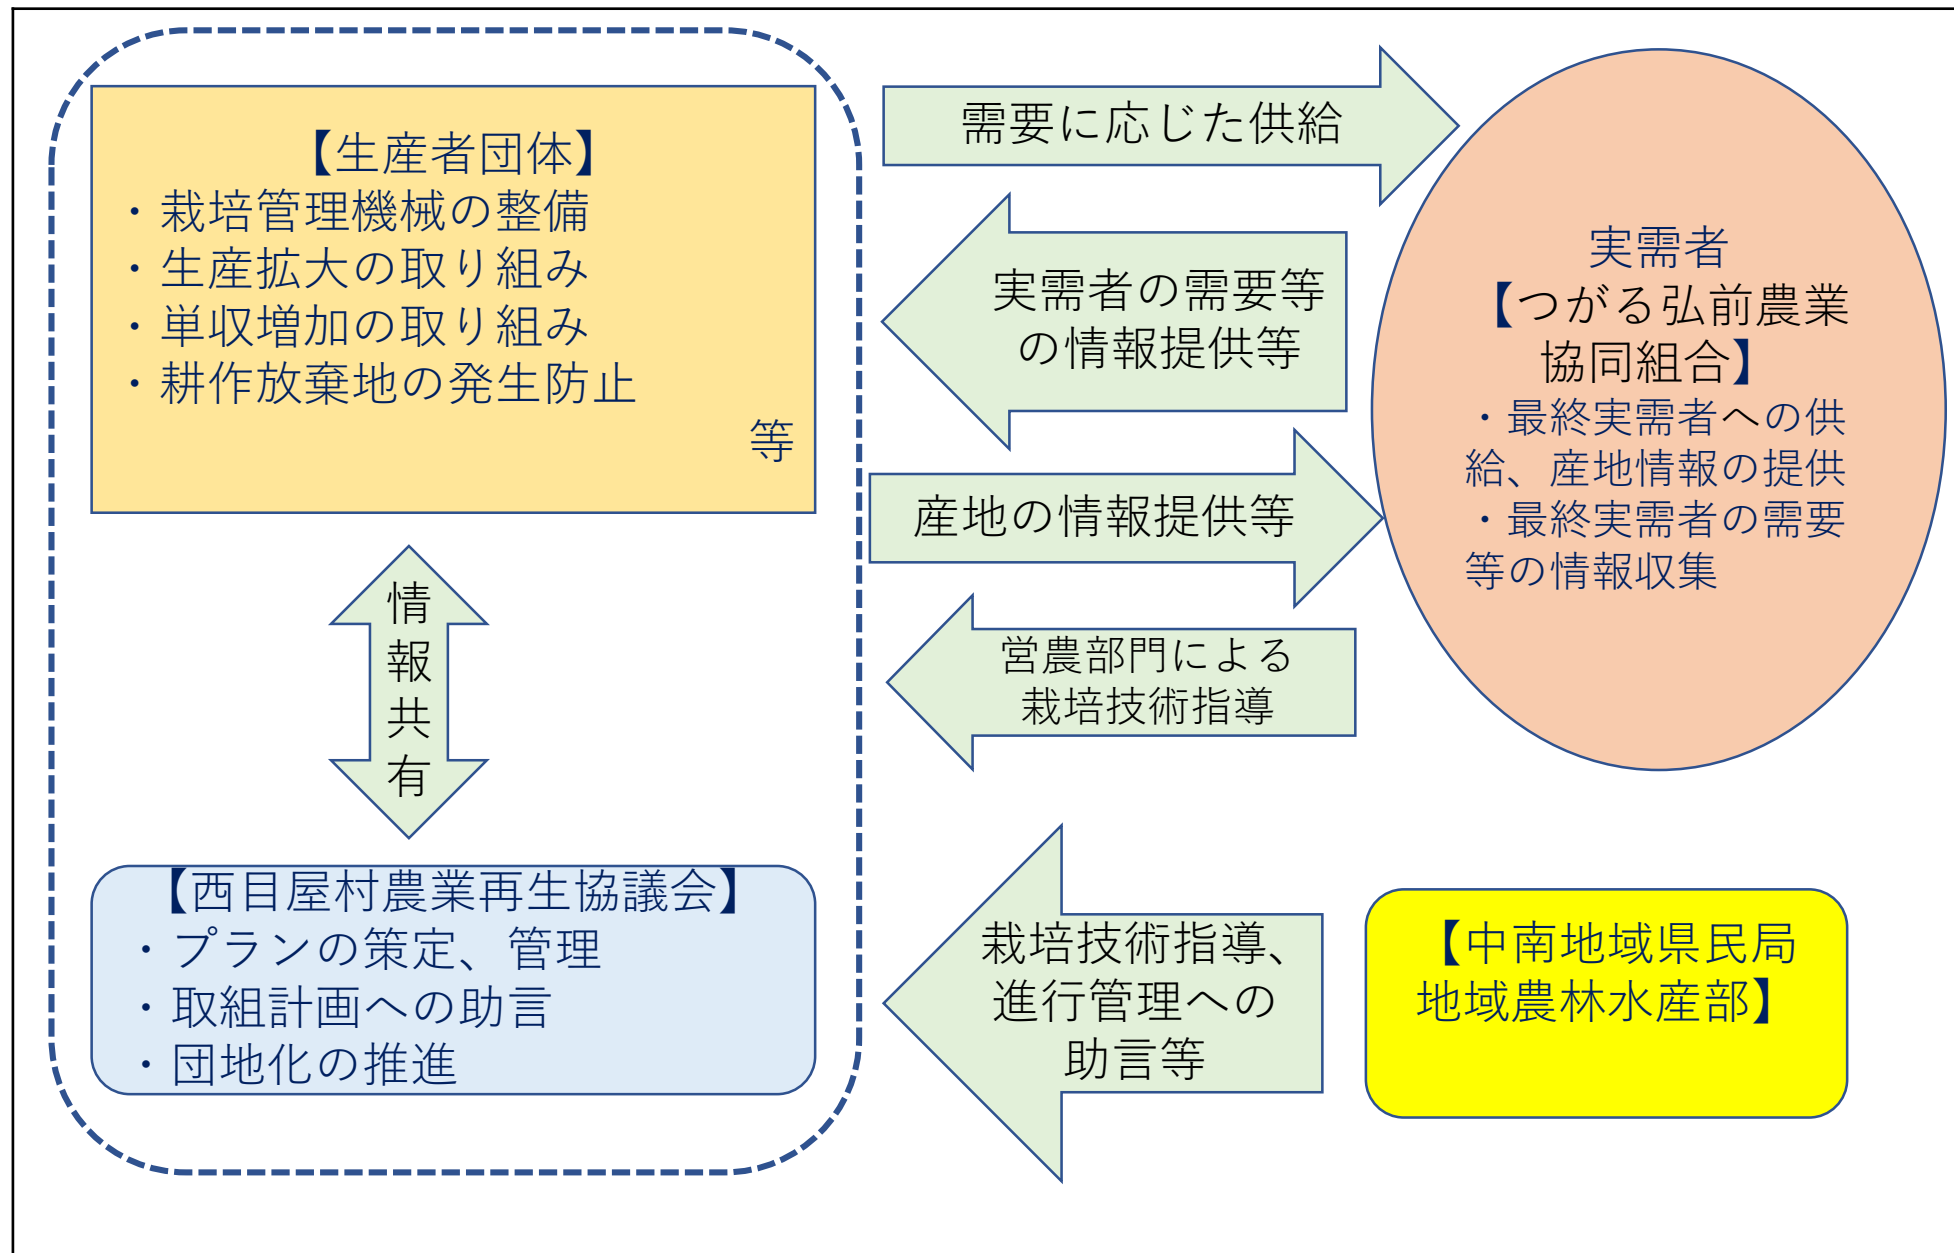 【生産者団体】
・栽培管理機械の整備
・生産拡大の取り組み
・単収増加の取り組み
・耕作放棄地の発生防止
等
情
報
共
有
【西目屋村農業再生協議会】
・プランの策定、管理
・取組計画への助言
・団地化の推進
需要に応じた供給
実需者の需要等
の情報提供等
産地の情報提供等
営農部門による
栽培技術指導
栽培技術指導、
進行管理への
助言等
実需者
【つがる弘前農業
協同組合】
・最終実需者への供
給、産地情報の提供
・最終実需者の需要
等の情報収集
【中南地域県民局
地域農林水産部】